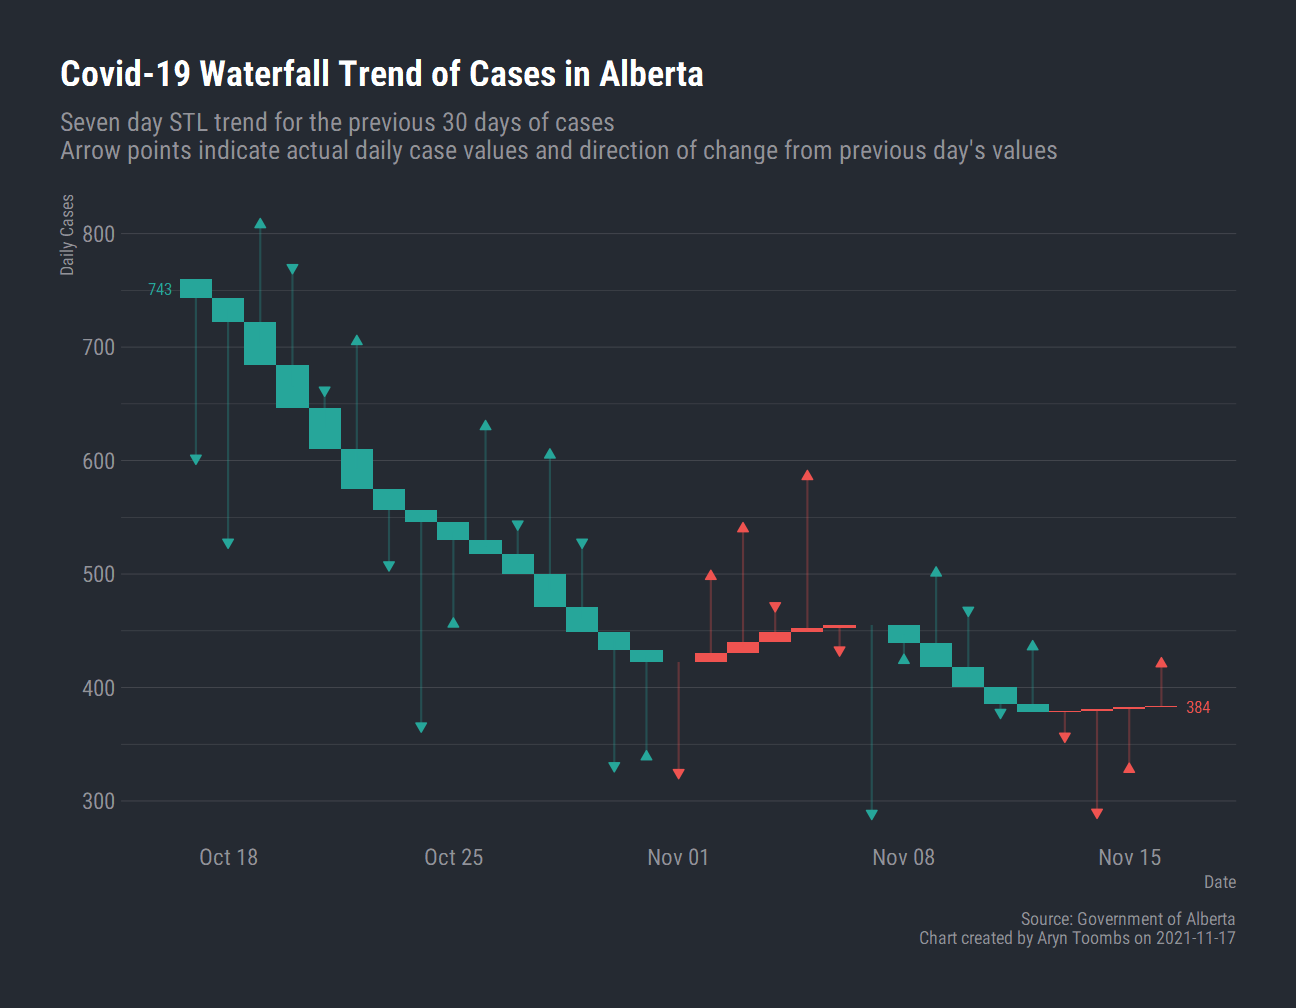 Covid-19 Waterfall Trend of Cases in Alberta
Seven day STL trend for the previous 30 days of cases
Arrow points indicate actual daily case values and direction of change from previous day's values
Daily Cases
800
743
700
600
500
400
384
300
Oct 18
Oct 25
Nov 01
Nov 08
Nov 15
Date
Source: Government of Alberta
Chart created by Aryn Toombs on 2021-11-17